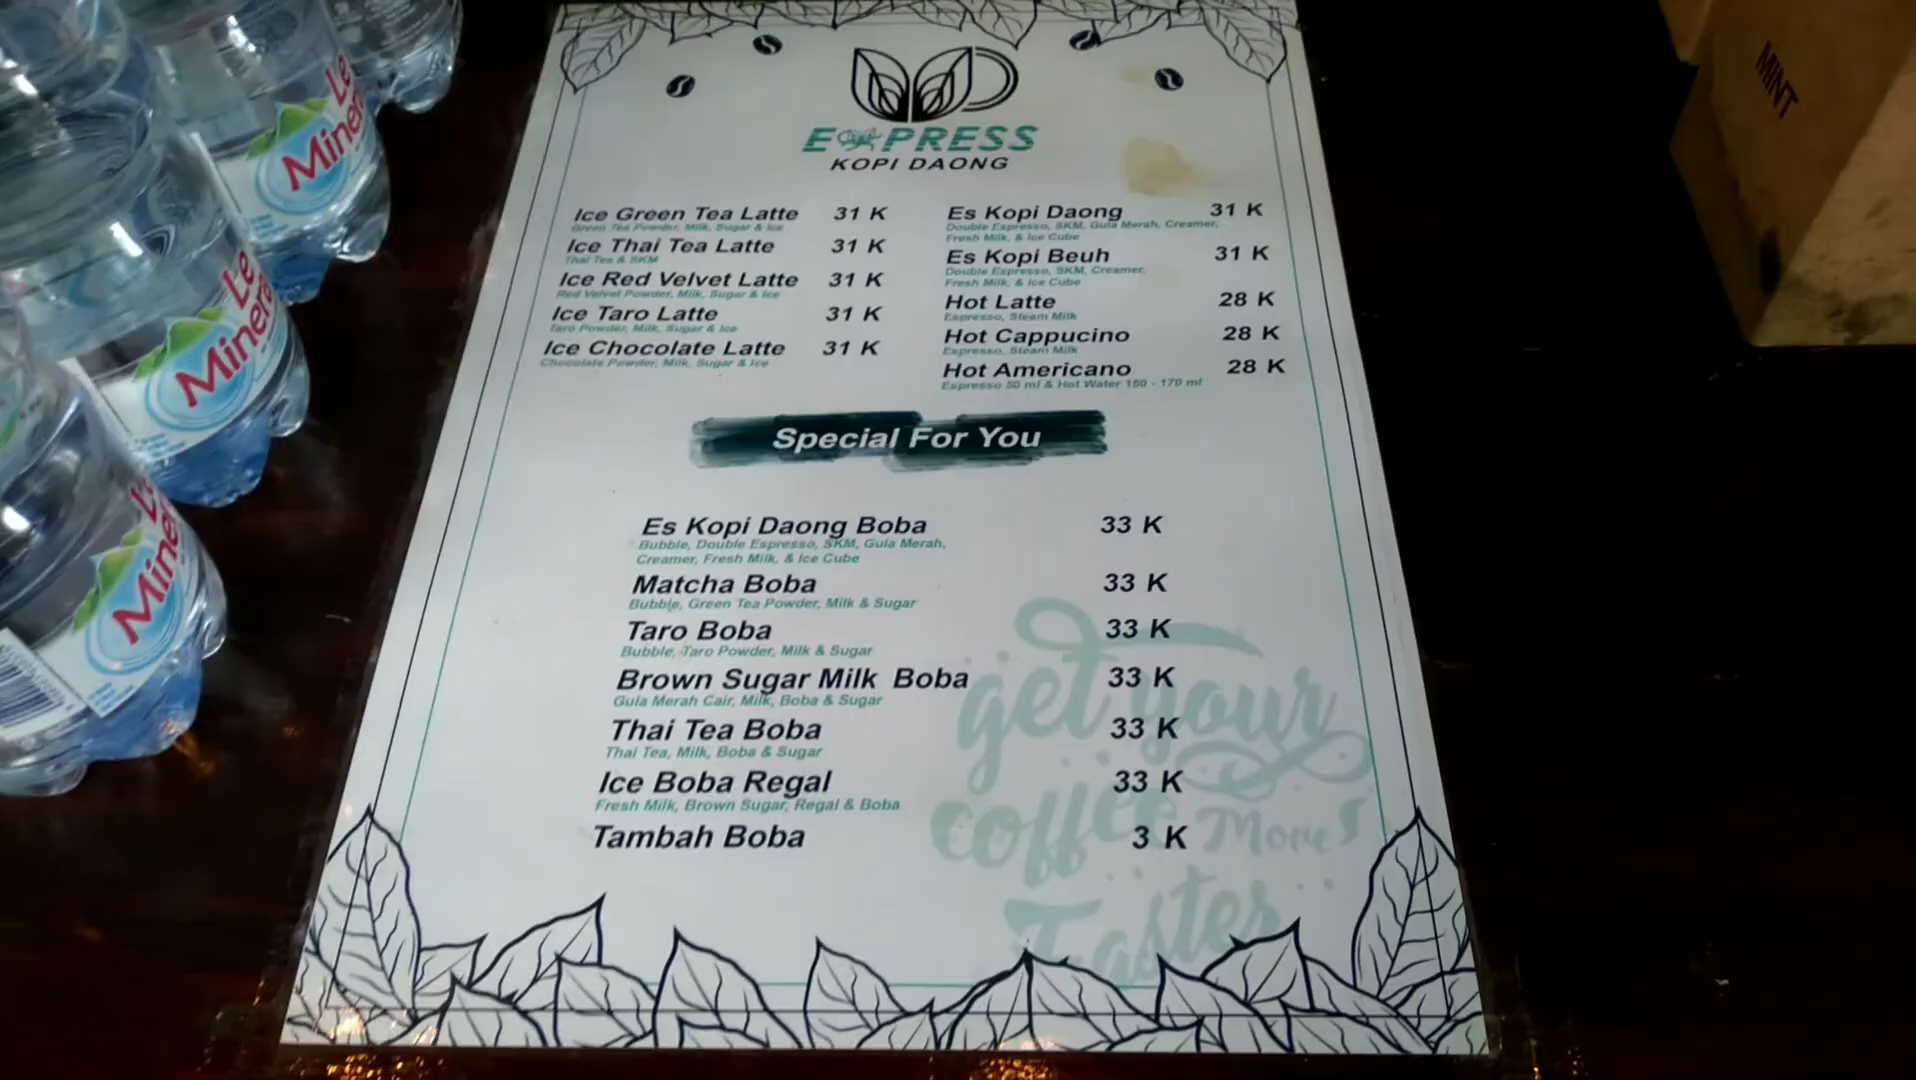 Le
Minerale
Le
Minerale
Le
Minerale
MINT
EXPRESS
KOPI DAONG
Ice Green Tea Latte 31 K
Green Tea Powder, Milk, Sugar & Ice
Ice Thai Tea Latte 31 K
Thai Tea & SKM
Ice Red Velvet Latte 31 K
Red Velvet Powder, Milk, Sugar & Ice
Ice Taro Latte 31 K
Taro Powder, Milk, Sugar & Ice
Ice Chocolate Latte 31 K
Chocolate Powder, Milk, Sugar & Ice
Es Kopi Daong 31 K
Double Espresso, SKM, Gula Merah, Creamer,
Fresh Milk, & Ice Cube
Es Kopi Beuh 31 K
Double Espresso, SKM, Creamer,
Fresh Milk, & Ice Cube
Hot Latte 28 K
Espresso, Steam Milk
Hot Cappucino 28 K
Espresso, Steam Milk
Hot Americano 28 K
Espresso 50 ml & Hot Water 150 - 170 ml
Special For You
Es Kopi Daong Boba 33 K
Bubble, Double Espresso, SKM, Gula Merah,
Creamer, Fresh Milk, & Ice Cube
Matcha Boba 33 K
Bubble, Green Tea Powder, Milk & Sugar
Taro Boba 33 K
Bubble, Taro Powder, Milk & Sugar
Brown Sugar Milk Boba 33 K
Gula Merah Cair, Milk, Boba & Sugar
Thai Tea Boba 33 K
Thai Tea, Milk, Boba & Sugar
Ice Boba Regal 33 K
Fresh Milk, Brown Sugar, Regal & Boba
Tambah Boba 3 K
get your
coffee Mores
Taster